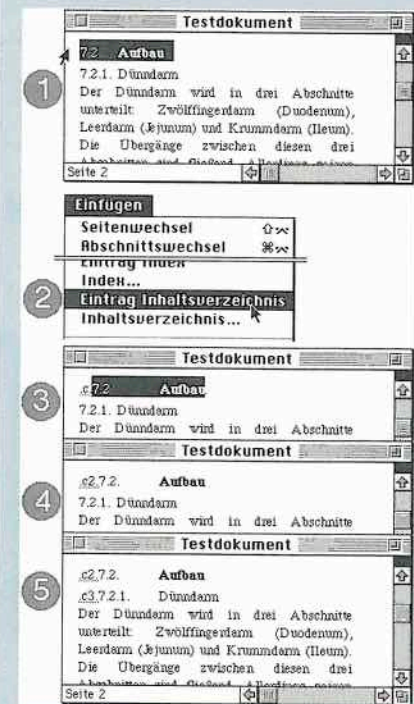 Testdokument
7.2 Aufbau
7.2.1. Dünndarm
Der Dünndarm wird in drei Abschnitte
unterteilt: Zwölffingerdarm (Duodenum),
Leerdarm (Jejunum) und Krummdarm (Ileum).
Die Übergänge zwischen diesen drei
Seite 2
1
Einfügen
Seitenwechsel
Abschnittswechsel
Eintrag Index
Index...
Eintrag Inhaltsverzeichnis
Inhaltsverzeichnis...
2
Testdokument
.c.7.2 Aufbau
7.2.1. Dünndarm
Der Dünndarm wird in drei Abschnitte
3
Testdokument
.c2.7.2. Aufbau
7.2.1. Dünndarm
Der Dünndarm wird in drei Abschnitte
4
Testdokument
.c2.7.2. Aufbau
.c3.7.2.1. Dünndarm
Der Dünndarm wird in drei Abschnitte
unterteilt: Zwölffingerdarm (Duodenum),
Leerdarm (Jejunum) und Krummdarm (Ileum).
Die Übergänge zwischen diesen drei
Seite 2
5